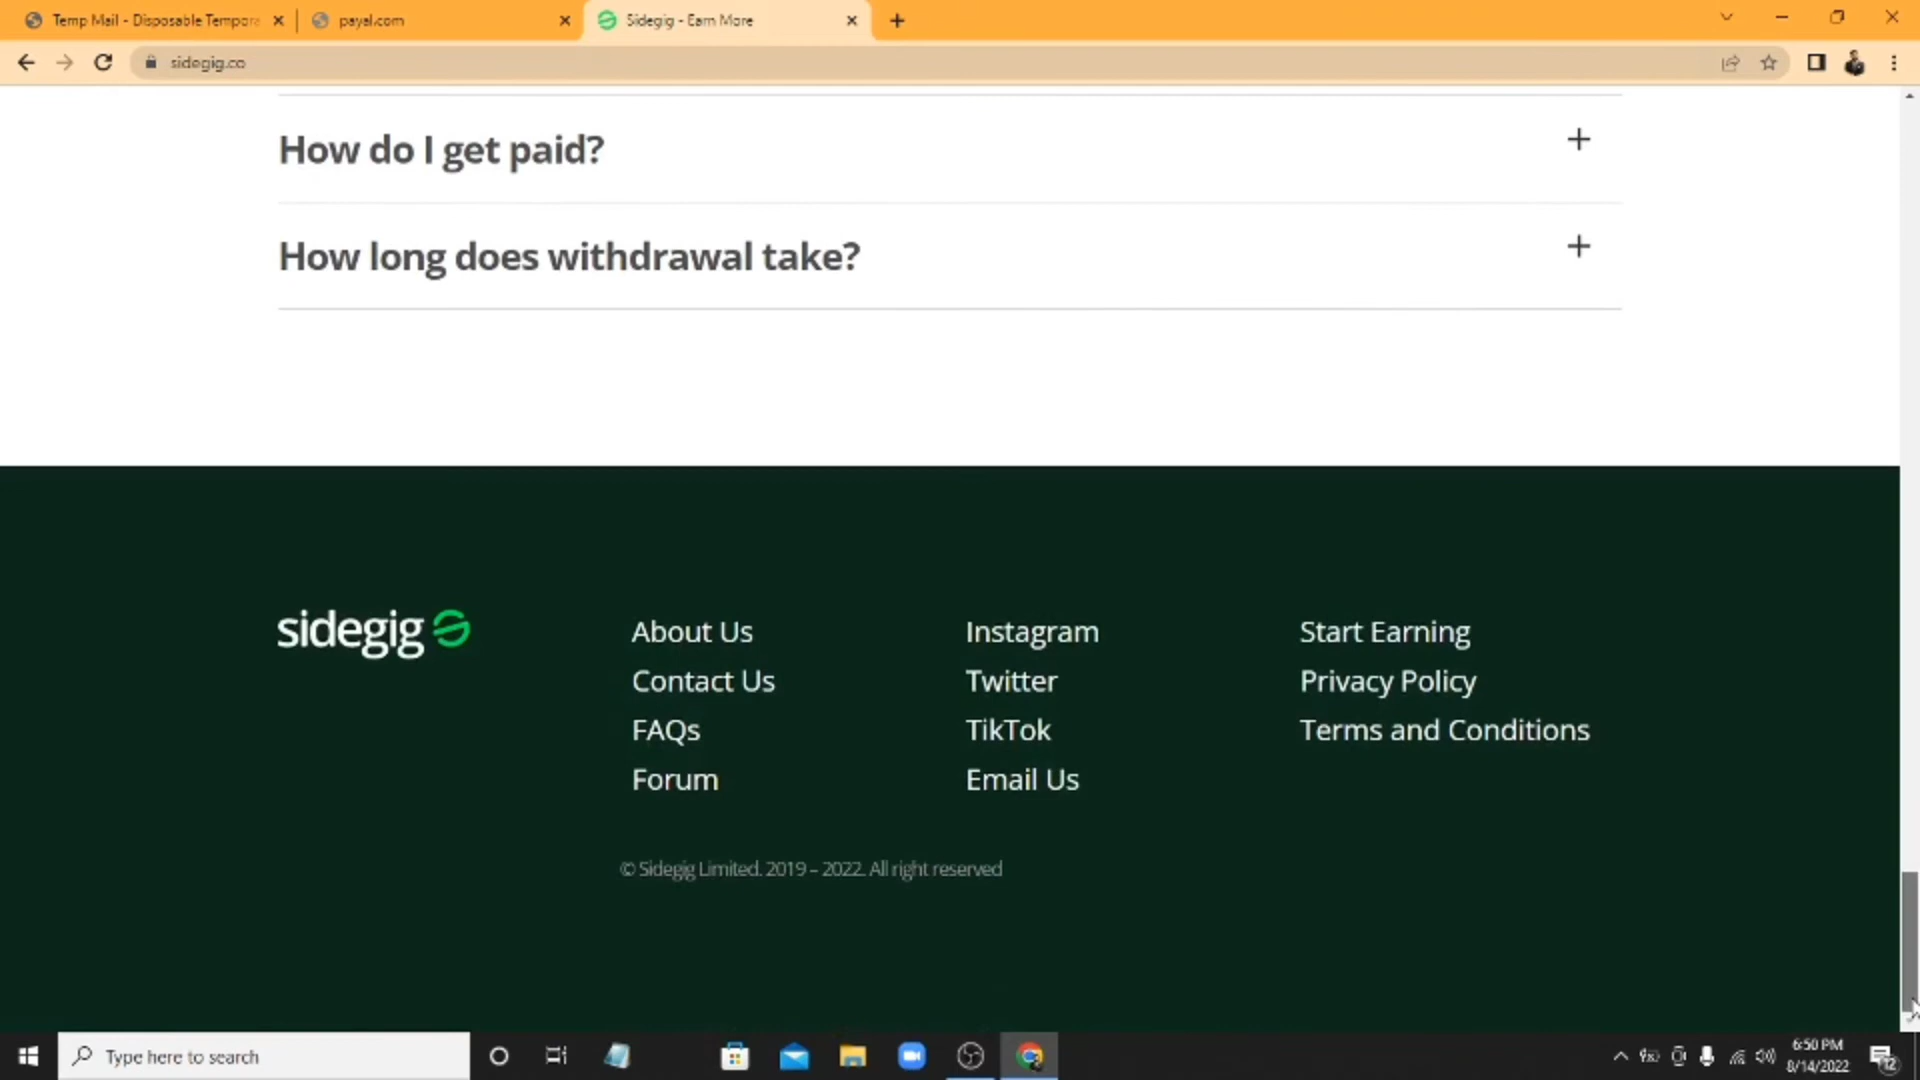 Temp Mail - Disposable Tempora
payal.com
Sidegig - Earn More
sidegig.co
How do I get paid?
How long does withdrawal take?
sidegig
About Us
Contact Us
FAQs
Forum
Instagram
Twitter
TikTok
Email Us
Start Earning
Privacy Policy
Terms and Conditions
© Sidegig Limited. 2019 – 2022. All right reserved
Type here to search
6:50 PM
8/14/2022
12